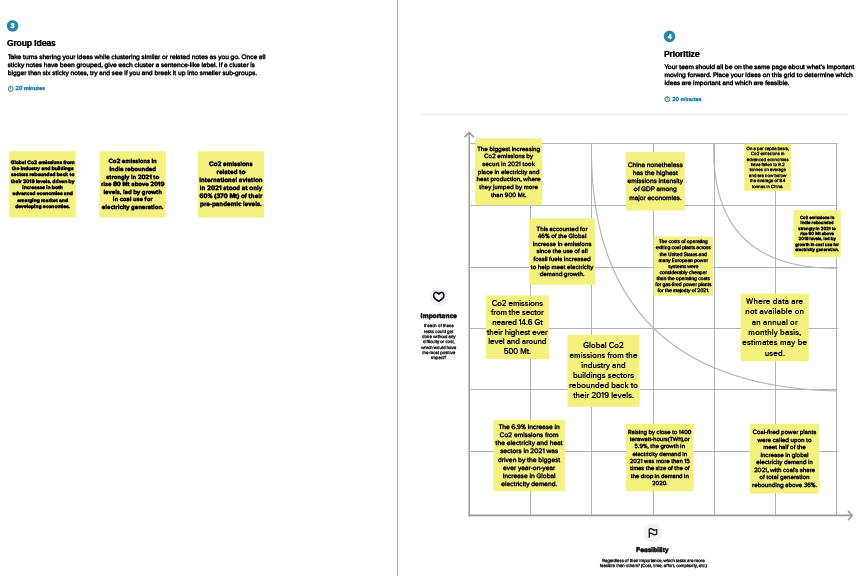 3
Group Ideas
Take turns sharing your ideas while clustering similar or related notes as you go. Once all
sticky notes have been grouped, give each cluster a sentence-like label. If a cluster is
bigger than six sticky notes, try and see if you and break it up into smaller sub-groups.
20 minutes
Global Co2 emissions from
the industry and buildings
sectors rebounded back to
their 2019 levels, driven by
increases in both
advanced economies and
emerging market and
developing economies.
Co2 emissions in
India rebounded
strongly in 2021 to
rise 80 Mt above 2019
levels, led by growth
in coal use for
electricity generation.
Co2 emissions
related to
international aviation
in 2021 stood at only
60% (370 Mt) of their
pre-pandemic levels.
4
Prioritize
Your team should all be on the same page about what's important
moving forward. Place your ideas on this grid to determine which
ideas are important and which are feasible.
20 minutes
The biggest increasing
Co2 emissions by
securt in 2021 took
place in electricity and
heat production, where
they jumped by more
than 900 Mt.
China nonetheless
has the highest
emissions intensity
of GDP among
major economies.
One a per capita basis,
Co2 emissions in
advanced economies
have fallen to 8.2
tonnes on average
and are now below
the average of 8.4
tonnes in China.
Co2 emissions in
India rebounded
strongly in 2021 to
rise 80 Mt above 2019
levels, led by
growth in coal use for
electricity generation.
This accounted for
46% of the Global
increase in emissions
since the use of all
fossil fuels increased
to help meet electricity
demand growth.
The costs of operating
exiting coal plants across
the United States and
many European power
systems were
considerably cheaper
than the operating costs
for gas-fired power plants
for the majority of 2021.
Co2 emissions
from the sector
neared 14.6 Gt
their highest ever
level and around
500 Mt.
Where data are
not available on
an annual or
monthly basis,
estimates may be
used.
Global Co2
emissions from the
industry and
buildings sectors
rebounded back to
their 2019 levels.
Importance
If each of these
tasks could get
done without any
difficulty or cost,
which would have
the most positive
impact?
The 6.9% increase in
Co2 emissions from
the electricity and heat
sectors in 2021 was
driven by the biggest
ever year-on-year
increase in Global
electricity demand.
Raising by close to 1400
terawatt-hours(TWh),or
5.9%, the growth in
electricity demand in
2021 was more than 15
times the size of the of
the drop in demand in
2020.
Coal-fired power plants
were called upon to
meet half of the
increase in global
electricity demand in
2021, with coal's share
of total generation
rebounding above 36%.
Feasibility
Regardless of their importance, which tasks are more
feasible than others? (Cost, time, effort, complexity, etc.)